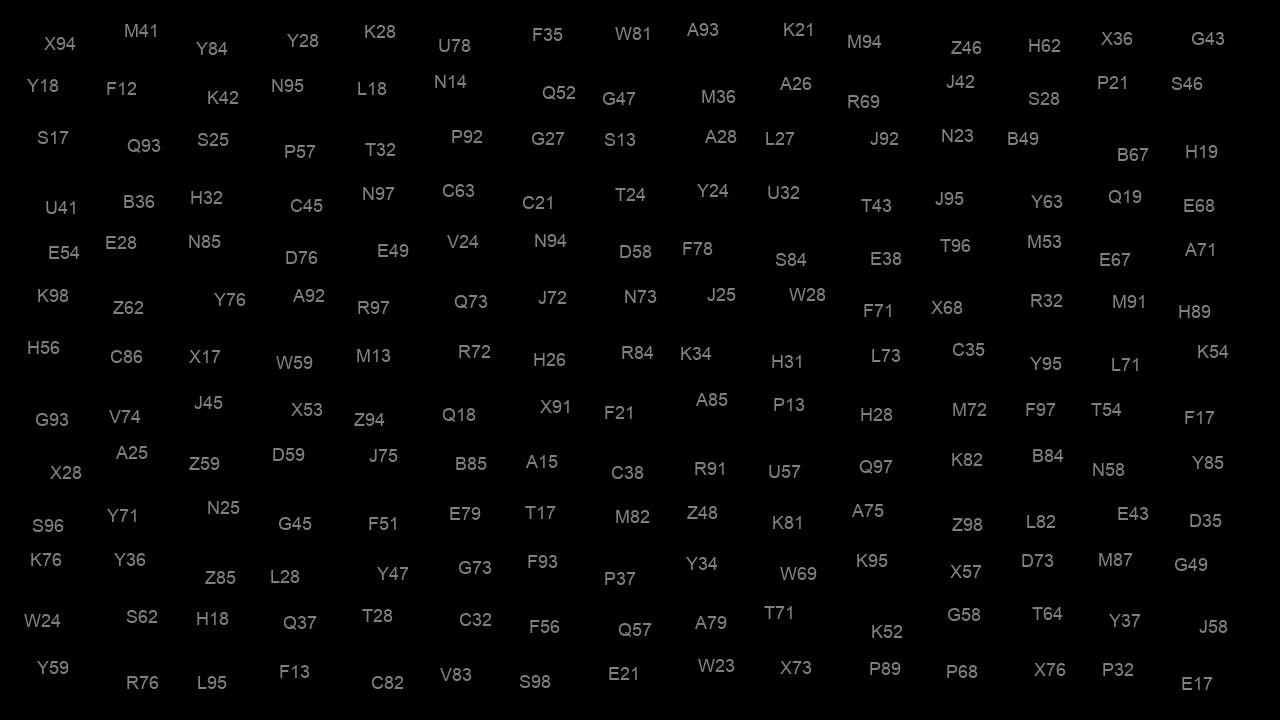 X94 M41 Y84 Y28 K28 U78 F35 W81 A93 K21 M94 Z46 H62 X36 G43
Y18 F12 K42 N95 L18 N14 Q52 G47 M36 A26 R69 J42 S28 P21 S46
S17 Q93 S25 P57 T32 P92 G27 S13 A28 L27 J92 N23 B49 B67 H19
U41 B36 H32 C45 N97 C63 C21 T24 Y24 U32 T43 J95 Y63 Q19 E68
E54 E28 N85 D76 E49 V24 N94 D58 F78 S84 E38 T96 M53 E67 A71
K98 Z62 Y76 A92 R97 Q73 J72 N73 J25 W28 F71 X68 R32 M91 H89
H56 C86 X17 W59 M13 R72 H26 R84 K34 H31 L73 C35 Y95 L71 K54
G93 V74 J45 X53 Z94 Q18 X91 F21 A85 P13 H28 M72 F97 T54 F17
X28 A25 Z59 D59 J75 B85 A15 C38 R91 U57 Q97 K82 B84 N58 Y85
S96 Y71 N25 G45 F51 E79 T17 M82 Z48 K81 A75 Z98 L82 E43 D35
K76 Y36 Z85 L28 Y47 G73 F93 P37 Y34 W69 K95 X57 D73 M87 G49
W24 S62 H18 Q37 T28 C32 F56 Q57 A79 T71 K52 G58 T64 Y37 J58
Y59 R76 L95 F13 C82 V83 S98 E21 W23 X73 P89 P68 X76 P32 E17